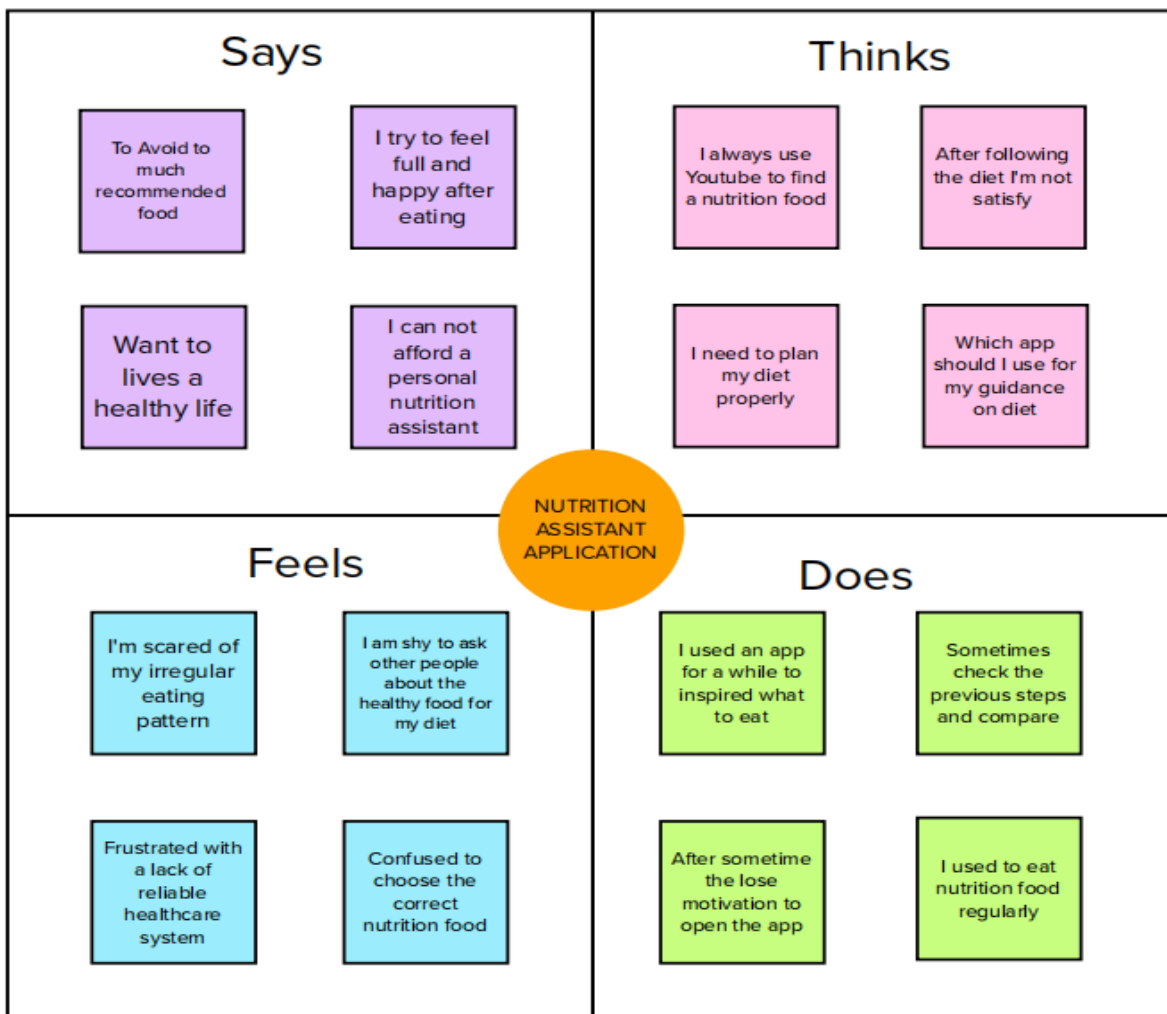 Says
To Avoid to
much
recommended
food
I try to feel
full and
happy after
eating
Want to
lives a
healthy life
I can not
afford a
personal
nutrition
assistant
Thinks
I always use
Youtube to find
a nutrition food
After following
the diet I'm not
satisfy
I need to plan
my diet
properly
Which app
should I use for
my guidance
on diet
NUTRITION
ASSISTANT
APPLICATION
Feels
I'm scared of
my irregular
eating
pattern
I am shy to ask
other people
about the
healthy food for
my diet
Frustrated with
a lack of
reliable
healthcare
system
Confused to
choose the
correct
nutrition food
Does
I used an app
for a while to
inspired what
to eat
Sometimes
check the
previous steps
and compare
After sometime
the lose
motivation to
open the app
I used to eat
nutrition food
regularly